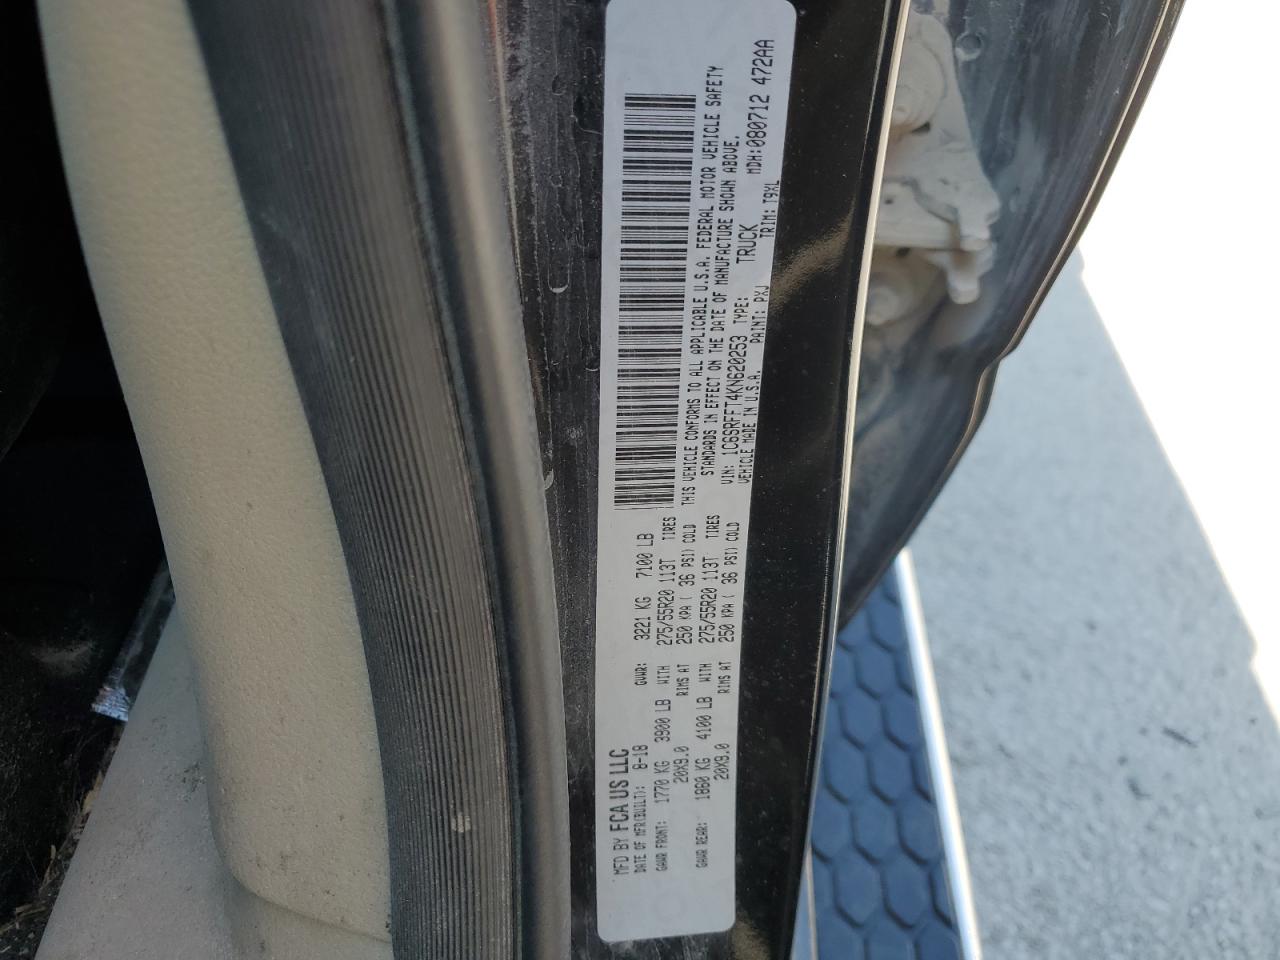 MFD BY FCA US LLC
DATE OF MFR(BUILT): 8-18 GVWR: 3221 KG 7100 LB
GAWR FRONT: 1770 KG 3900 LB WITH 275/55R20 113T TIRES
20X9.0 RIMS AT 250 KPA ( 36 PSI) COLD
GAWR REAR: 1860 KG 4100 LB WITH 275/55R20 113T TIRES
20X9.0 RIMS AT 250 KPA ( 36 PSI) COLD
THIS VEHICLE CONFORMS TO ALL APPLICABLE U.S.A. FEDERAL MOTOR VEHICLE SAFETY
STANDARDS IN EFFECT ON THE DATE OF MANUFACTURE SHOWN ABOVE.
VIN: 1C6SRFFT4KN620253 TYPE: TRUCK MDH:080712 472AA
VEHICLE MADE IN U.S.A. PAINT: PXJ TRIM: T9XL